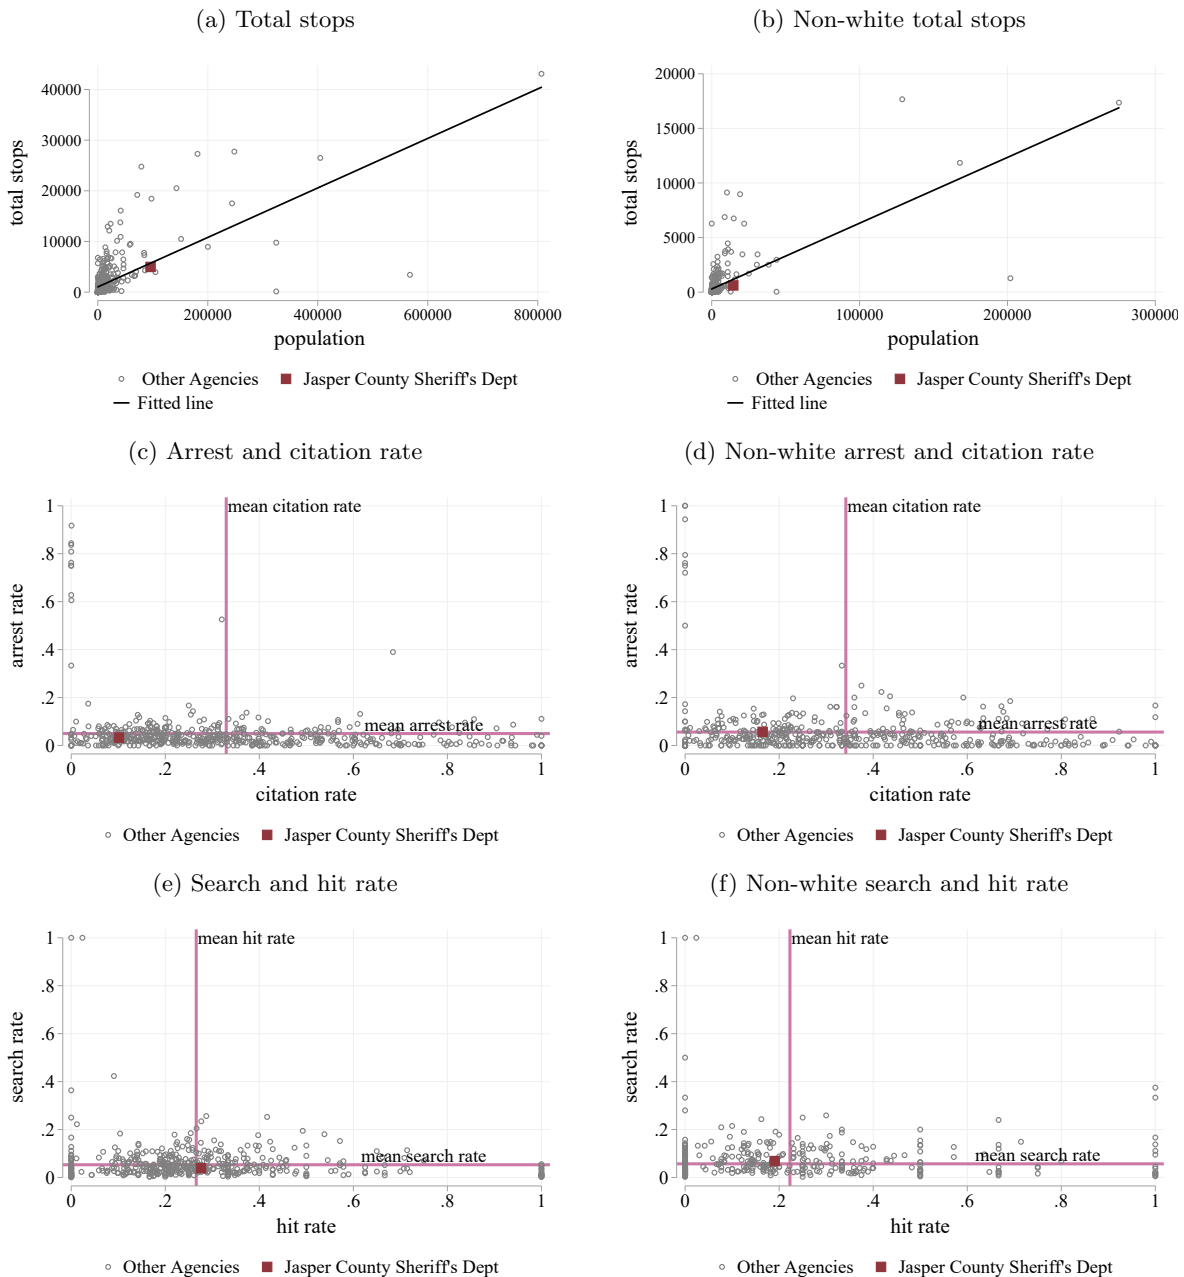 (a) Total stops
total stops
40000
30000
20000
10000
0
0 200000 400000 600000 800000
population
Other Agencies Jasper County Sheriff's Dept
Fitted line
(b) Non-white total stops
total stops
20000
15000
10000
5000
0
0 100000 200000 300000
population
Other Agencies Jasper County Sheriff's Dept
Fitted line
(c) Arrest and citation rate
mean citation rate
arrest rate
1
.8
.6
.4
.2
0
mean arrest rate
0 .2 .4 .6 .8 1
citation rate
Other Agencies Jasper County Sheriff's Dept
(d) Non-white arrest and citation rate
mean citation rate
arrest rate
1
.8
.6
.4
.2
0
mean arrest rate
0 .2 .4 .6 .8 1
citation rate
Other Agencies Jasper County Sheriff's Dept
(e) Search and hit rate
mean hit rate
search rate
1
.8
.6
.4
.2
0
mean search rate
0 .2 .4 .6 .8 1
hit rate
Other Agencies Jasper County Sheriff's Dept
(f) Non-white search and hit rate
mean hit rate
search rate
1
.8
.6
.4
.2
0
mean search rate
0 .2 .4 .6 .8 1
hit rate
Other Agencies Jasper County Sheriff's Dept